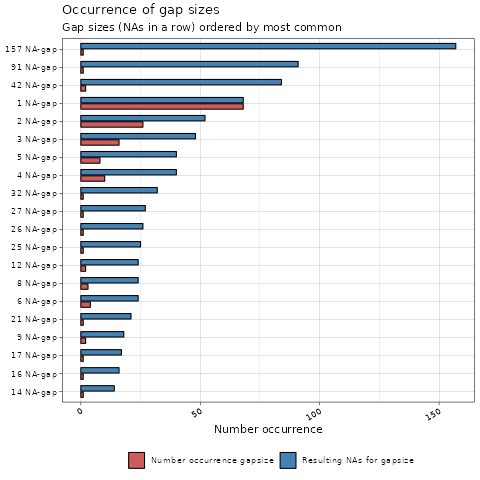 Occurrence of gap sizes
Gap sizes (NAs in a row) ordered by most common
157 NA-gap
91 NA-gap
42 NA-gap
1 NA-gap
2 NA-gap
3 NA-gap
5 NA-gap
4 NA-gap
32 NA-gap
27 NA-gap
26 NA-gap
25 NA-gap
12 NA-gap
8 NA-gap
6 NA-gap
21 NA-gap
9 NA-gap
17 NA-gap
16 NA-gap
14 NA-gap
0 50 100 150
Number occurrence
Number occurrence gapsize Resulting NAs for gapsize